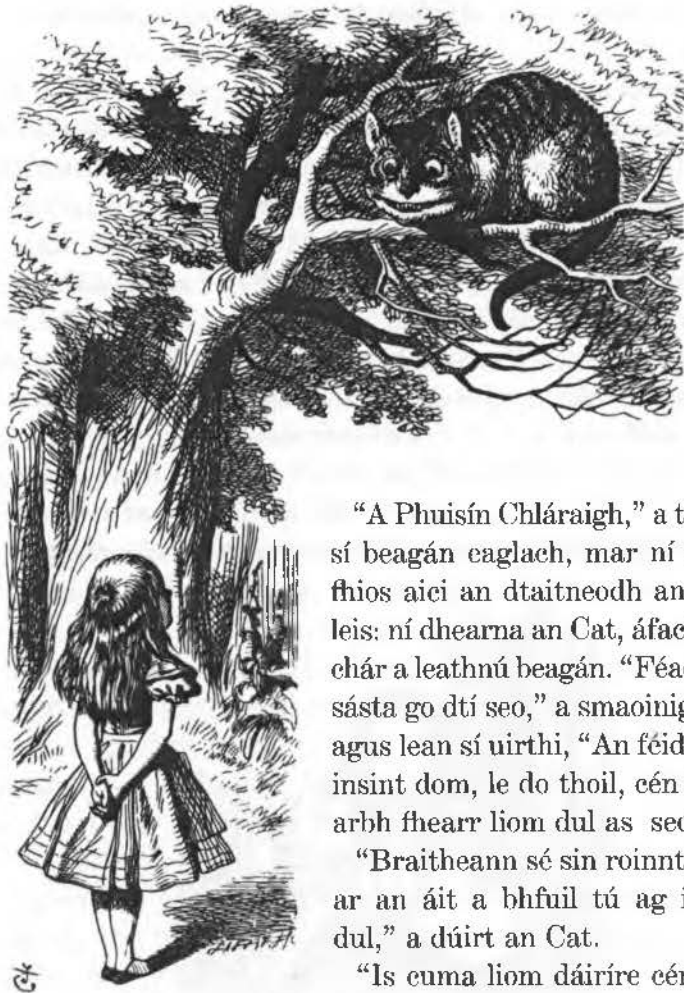 “A Phuisín Chláraigh,” a t
sí beagán eaglach, mar ní
fhios aici an dtaitneodh an
leis: ní dhearna an Cat, áfac
chár a leathnú beagán. “Féa
sásta go dtí seo,” a smaoinig
agus lean sí uirthi, “An féid
insint dom, le do thoil, cén
arbh fhearr liom dul as seo
“Braitheann sé sin roinnt
ar an áit a bhfuil tú ag i
dul,” a dúirt an Cat.
“Is cuma liom dáiríre cén